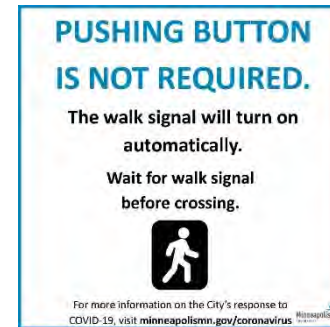 PUSHING BUTTON
IS NOT REQUIRED.
The walk signal will turn on
automatically.
Wait for walk signal
before crossing.
For more information on the City's response to
COVID-19, visit minneapolismn.gov/coronavirus
Minneapolis